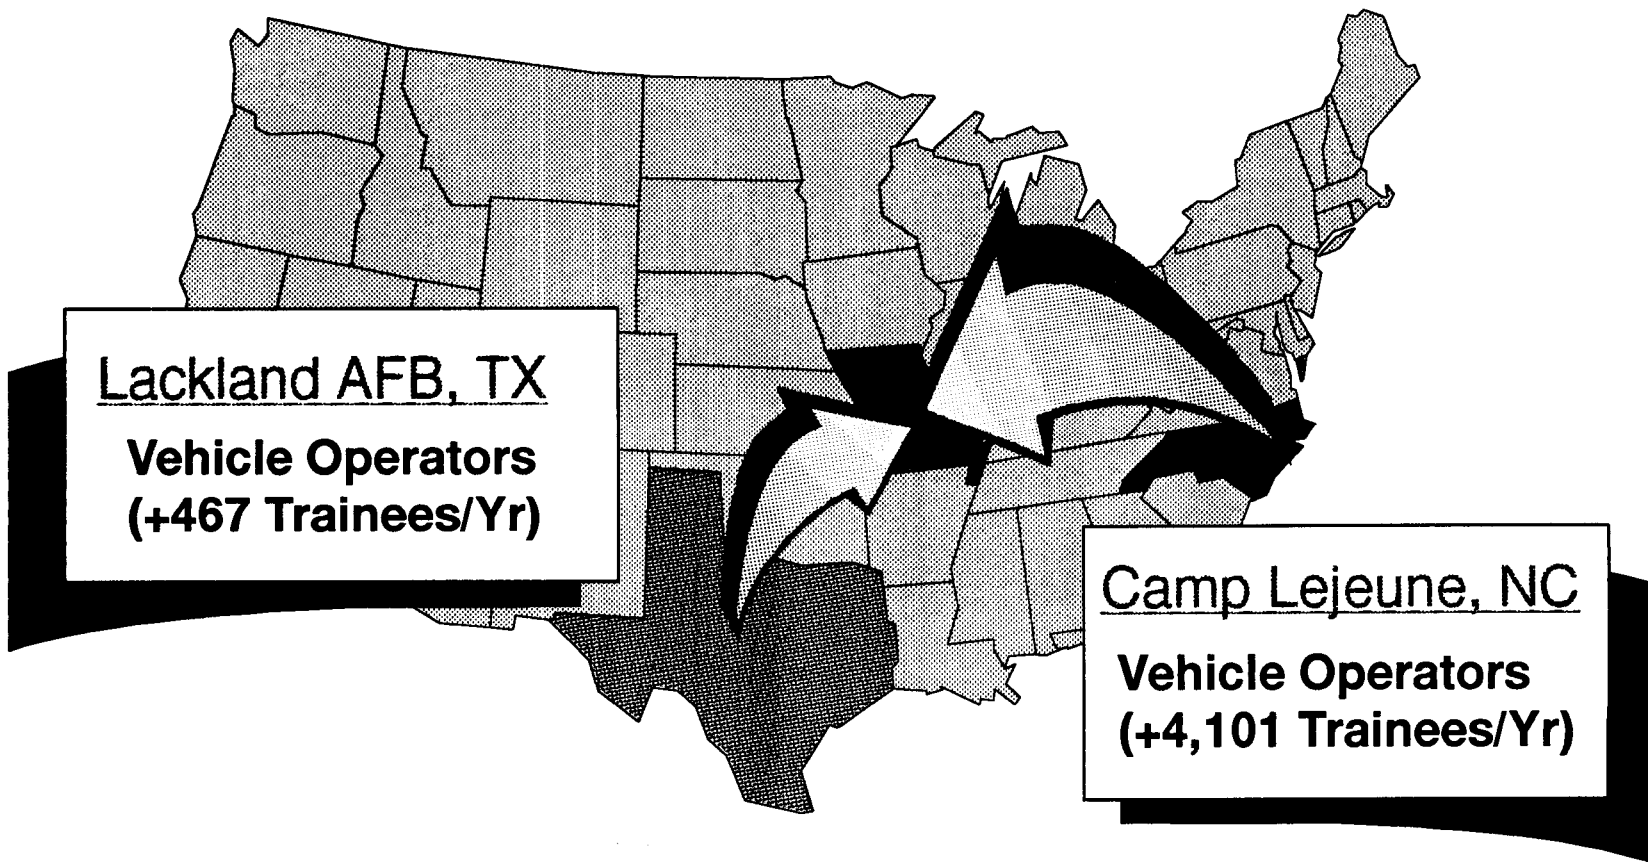 Lackland AFB, TX
Vehicle Operators
(+467 Trainees/Yr)
Camp Lejeune, NC
Vehicle Operators
(+4,101 Trainees/Yr)